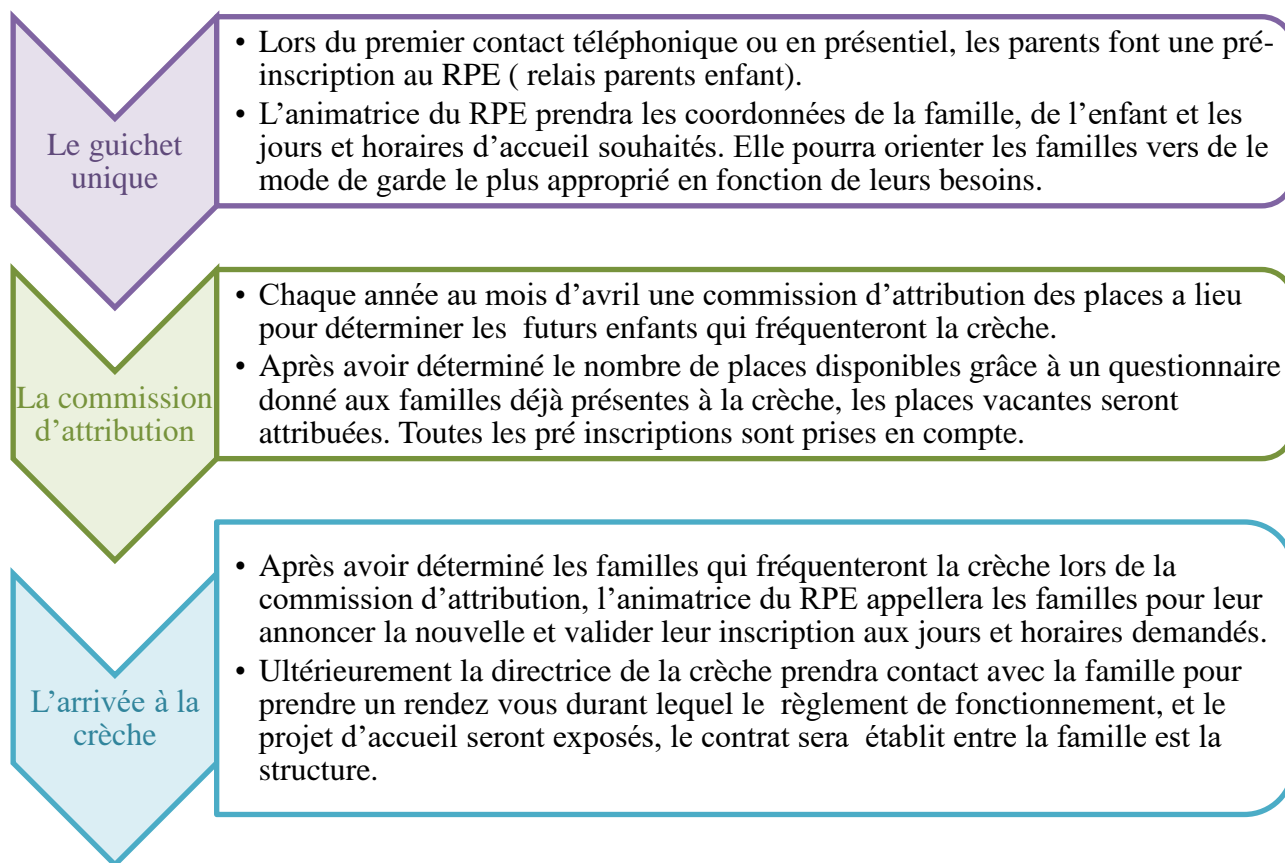 Le guichet
unique
• Lors du premier contact téléphonique ou en présentiel, les parents font une pré-
inscription au RPE ( relais parents enfant).
• L’animatrice du RPE prendra les coordonnées de la famille, de l’enfant et les
jours et horaires d’accueil souhaités. Elle pourra orienter les familles vers de le
mode de garde le plus approprié en fonction de leurs besoins.
La commission
d’attribution
• Chaque année au mois d’avril une commission d’attribution des places a lieu
pour déterminer les  futurs enfants qui fréquenteront la crèche.
• Après avoir déterminé le nombre de places disponibles grâce à un questionnaire
donné aux familles déjà présentes à la crèche, les places vacantes seront
attribuées. Toutes les pré inscriptions sont prises en compte.
L’arrivée à la
crèche
• Après avoir déterminé les familles qui fréquenteront la crèche lors de la
commission d’attribution, l’animatrice du RPE appellera les familles pour leur
annoncer la nouvelle et valider leur inscription aux jours et horaires demandés.
• Ultérieurement la directrice de la crèche prendra contact avec la famille pour
prendre un rendez vous durant lequel le  règlement de fonctionnement, et le
projet d’accueil seront exposés, le contrat sera  établit entre la famille est la
structure.